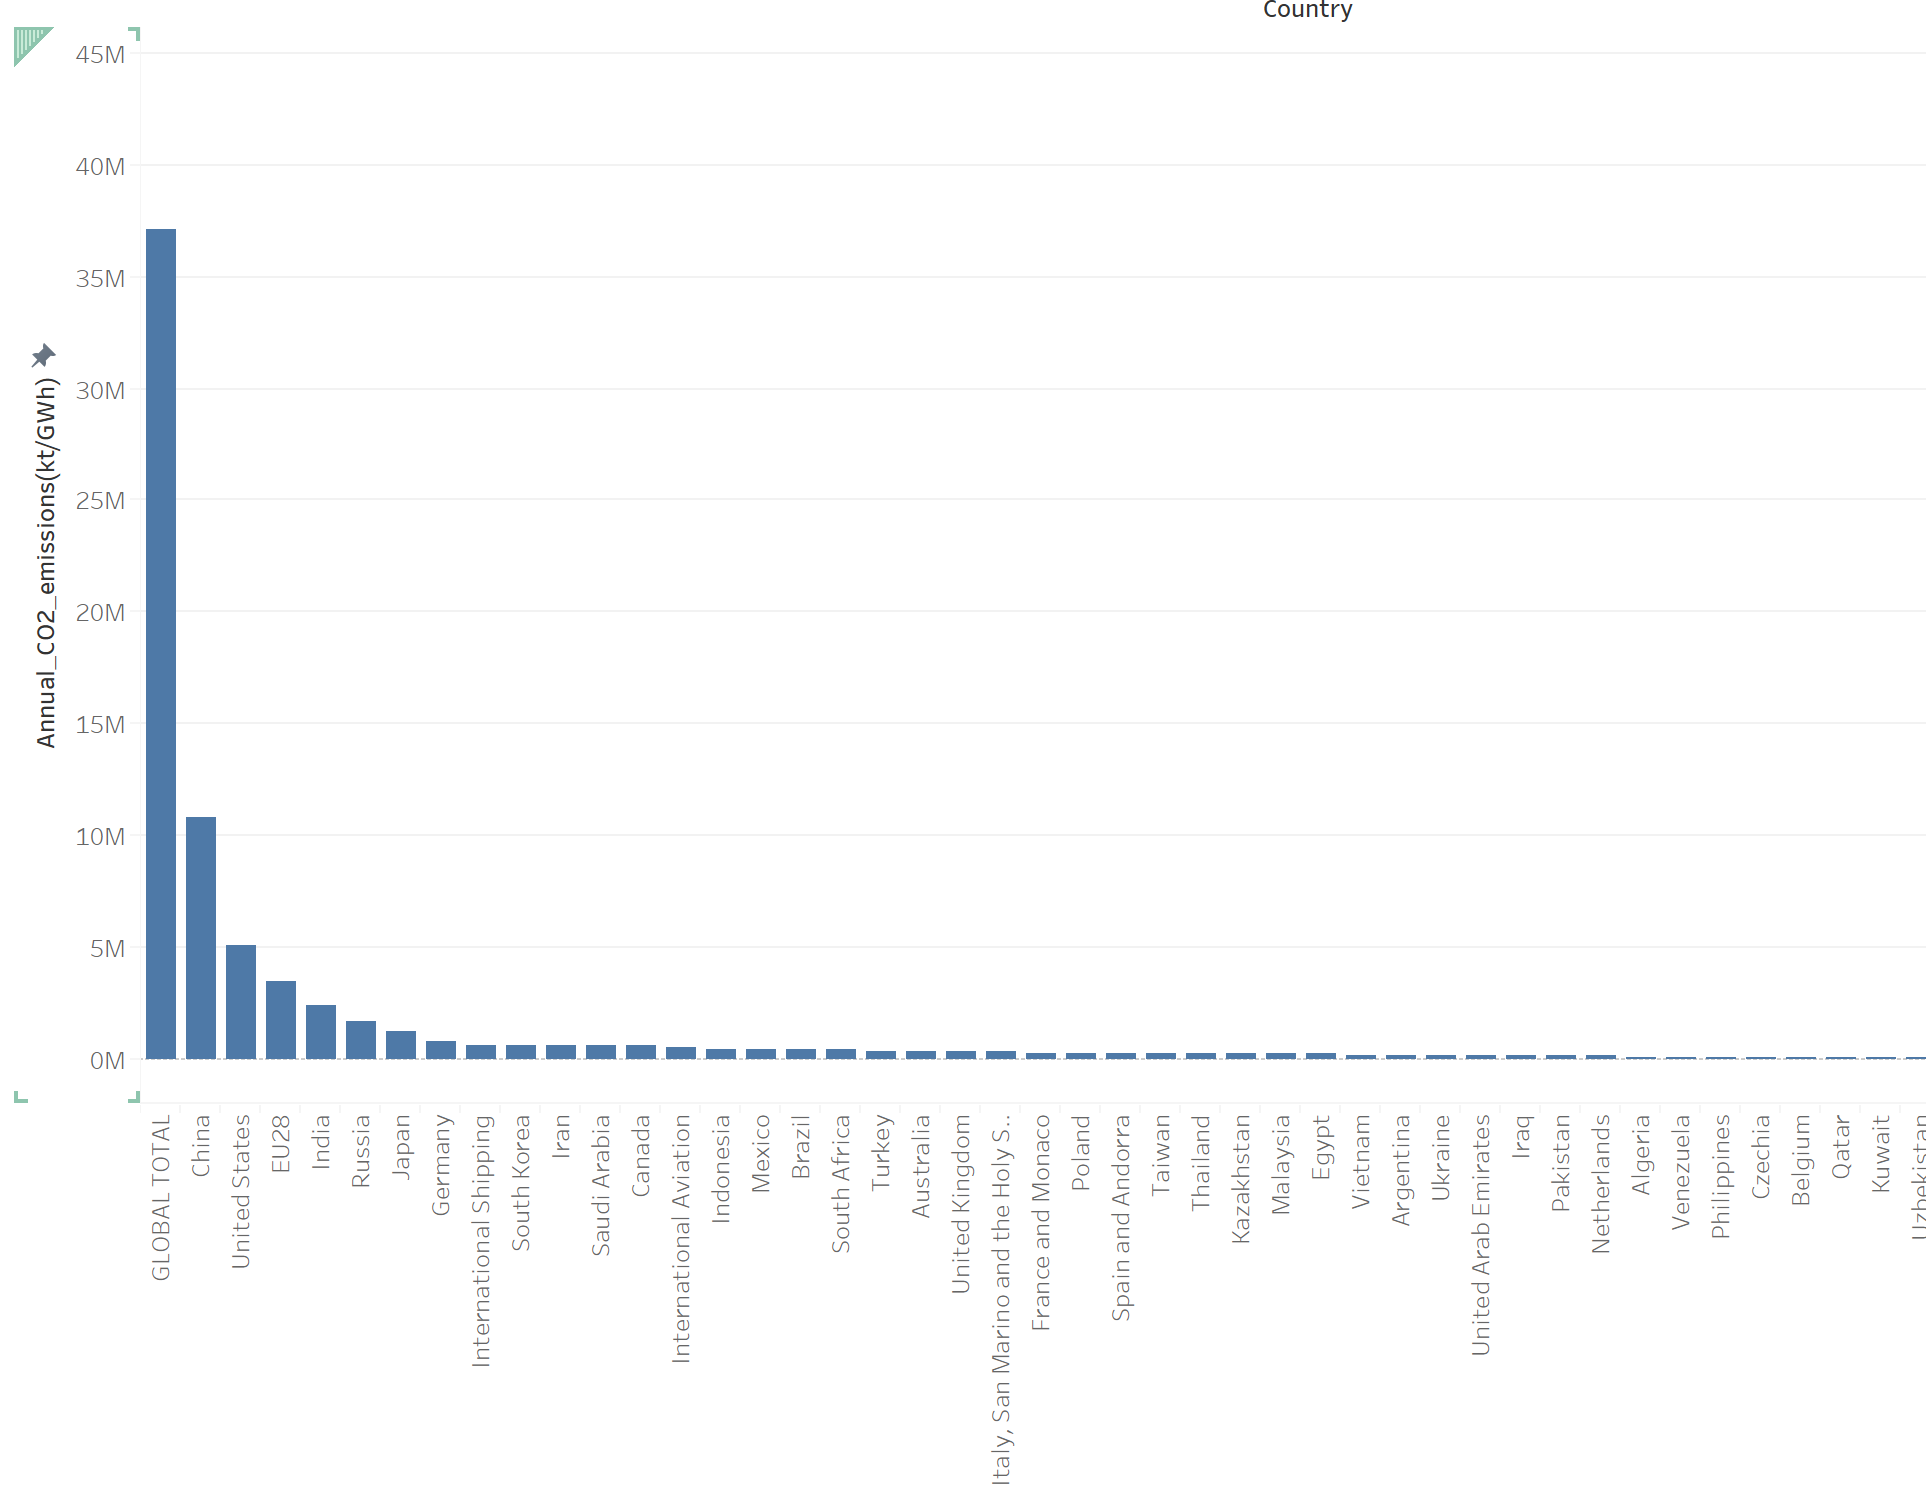 Country
45M
40M
35M
30M
25M
20M
15M
10M
5M
0M
Annual_CO2_emissions(kt/GWh)
GLOBAL TOTAL
China
United States
EU28
India
Russia
Japan
Germany
International Shipping
South Korea
Iran
Saudi Arabia
Canada
International Aviation
Indonesia
Mexico
Brazil
South Africa
Turkey
Australia
United Kingdom
Italy, San Marino and the Holy S..
France and Monaco
Poland
Spain and Andorra
Taiwan
Thailand
Kazakhstan
Malaysia
Egypt
Vietnam
Argentina
Ukraine
United Arab Emirates
Iraq
Pakistan
Netherlands
Algeria
Venezuela
Philippines
Czechia
Belgium
Qatar
Kuwait
Uzbekistan